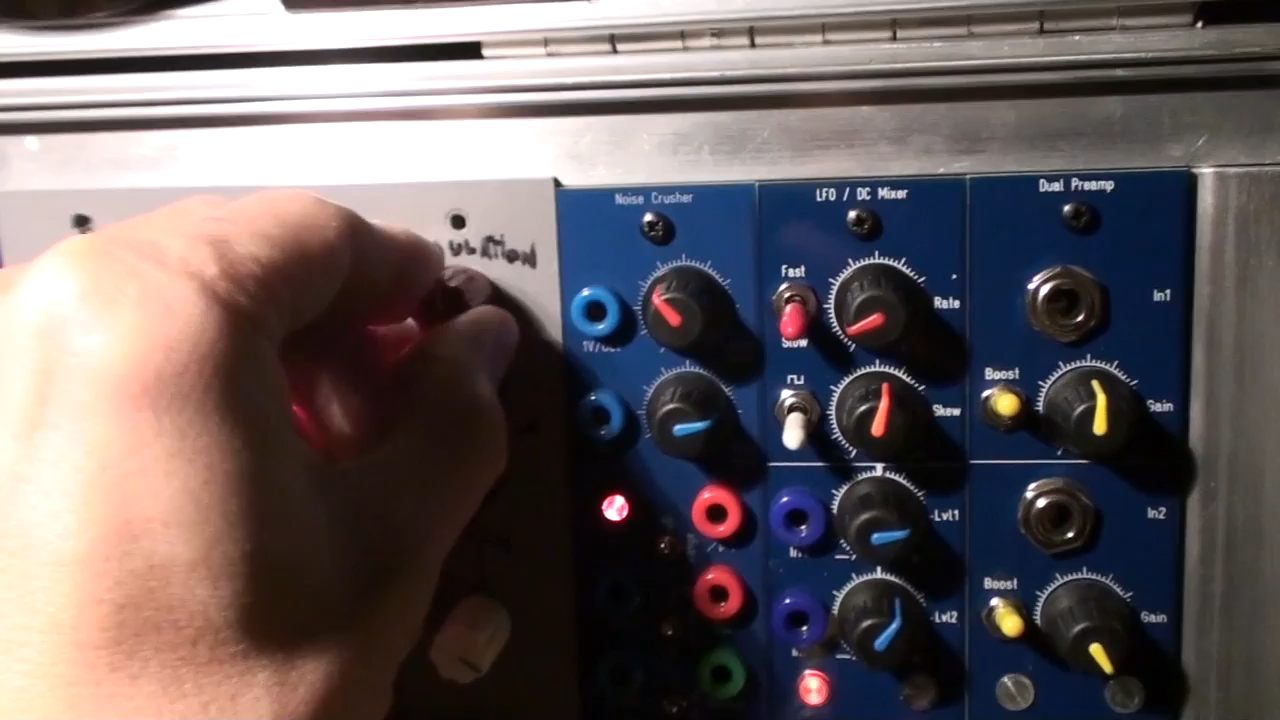 Noise Crusher
LFO / DC Mixer
Dual Preamp
Fast
Slow
Rate
In1
1V/Oct
Boost
Gain
Skew
Lvl1
In2
Boost
Gain
Lvl2